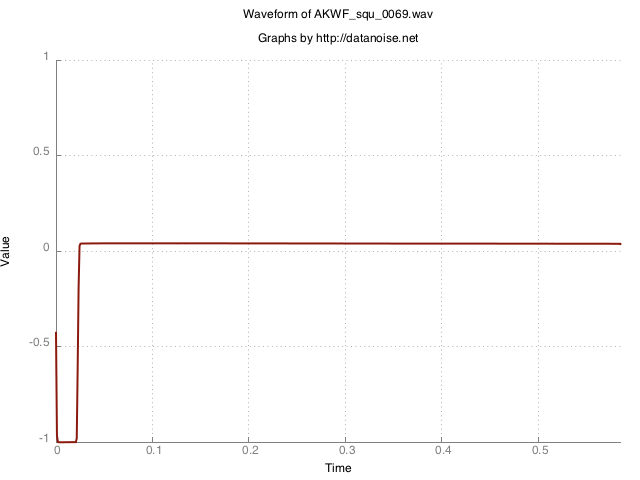 Waveform of AKWF_squ_0069.wav
Graphs by http://datanoise.net
1
0.5
0
-0.5
-1
Value
0 0.1 0.2 0.3 0.4 0.5
Time